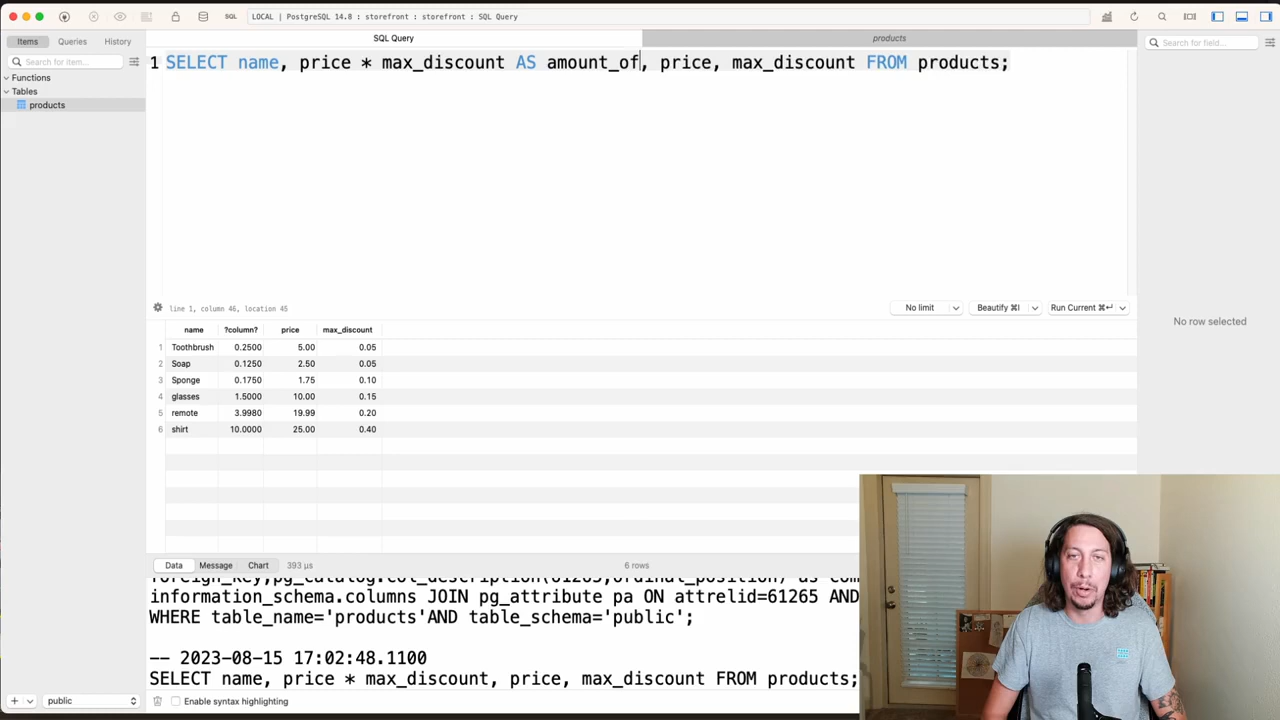 SQL
LOCAL | PostgreSQL 14.8 : storefront : storefront : SQL Query
Items Queries History
SQL Query
products
Search for item...
Search for field...
Functions
Tables
products
1 SELECT name, price * max_discount AS amount_of, price, max_discount FROM products;
line 1, column 46, location 45
No limit
Beautify ⌘I
Run Current ⌘↵
No row selected
name ?column? price max_discount
1 Toothbrush 0.2500 5.00 0.05
2 Soap 0.1250 2.50 0.05
3 Sponge 0.1750 1.75 0.10
4 glasses 1.5000 10.00 0.15
5 remote 3.9980 19.99 0.20
6 shirt 10.0000 25.00 0.40
Data Message Chart 393 µs 6 rows
information_schema.columns JOIN pg_attribute pa ON attrelid=61265 AND
WHERE table_name='products'AND table_schema='public';
-- 2023-08-15 17:02:48.1100
SELECT name, price * max_discount, price, max_discount FROM products;
public
Enable syntax highlighting